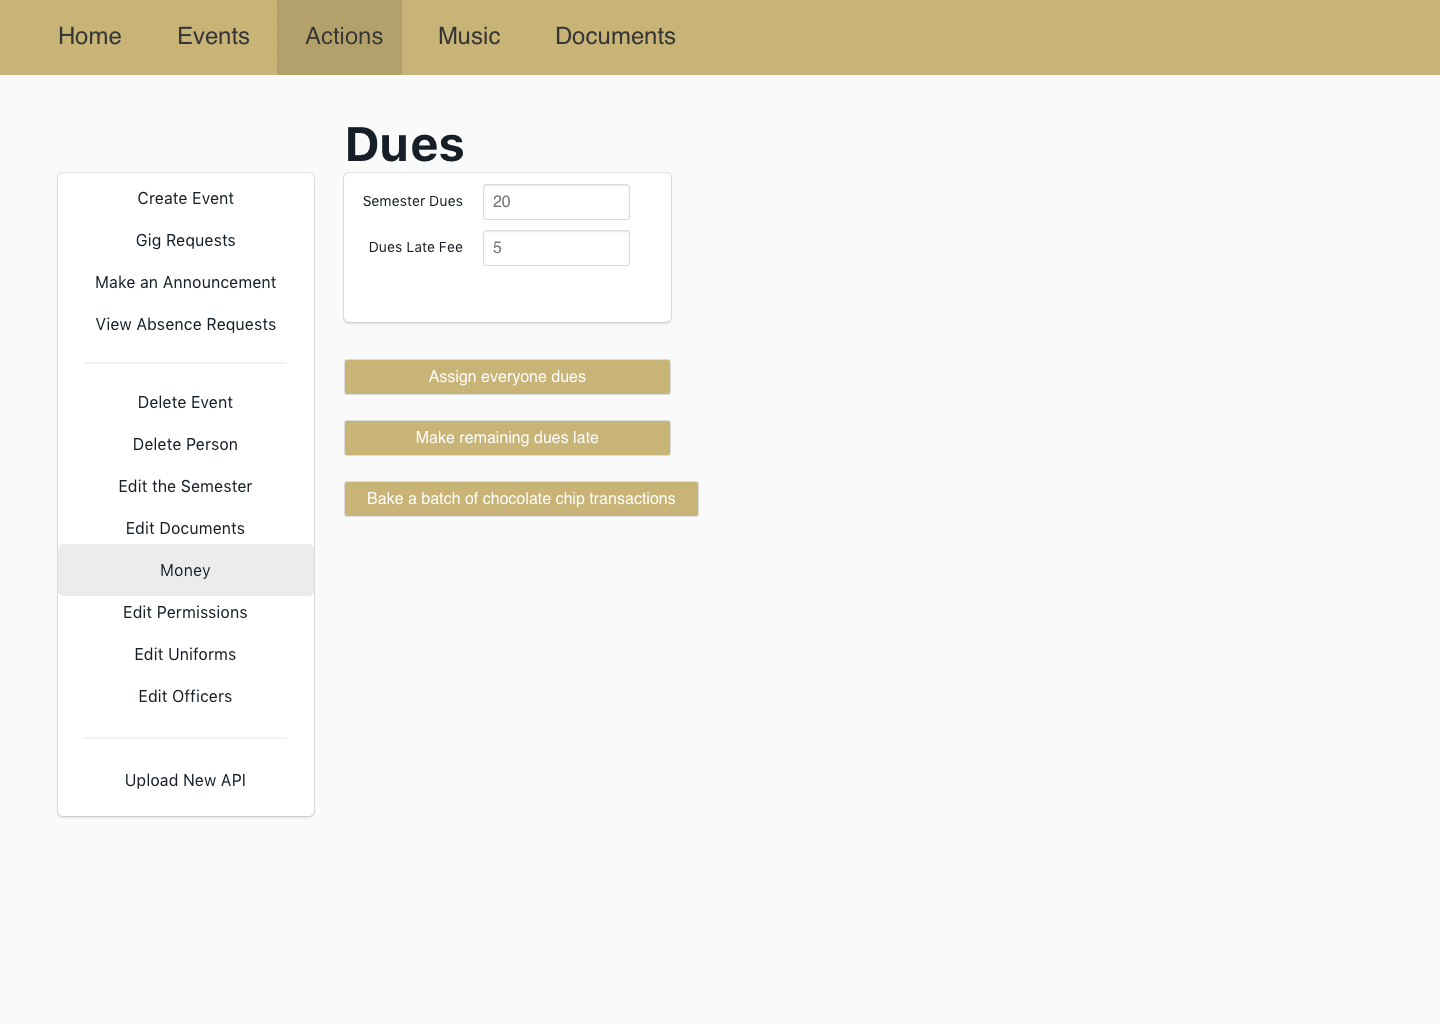 Home Events Actions Music Documents
Dues
Create Event
Gig Requests
Make an Announcement
View Absence Requests
Delete Event
Delete Person
Edit the Semester
Edit Documents
Money
Edit Permissions
Edit Uniforms
Edit Officers
Upload New API
Semester Dues 20
Dues Late Fee 5
Assign everyone dues
Make remaining dues late
Bake a batch of chocolate chip transactions